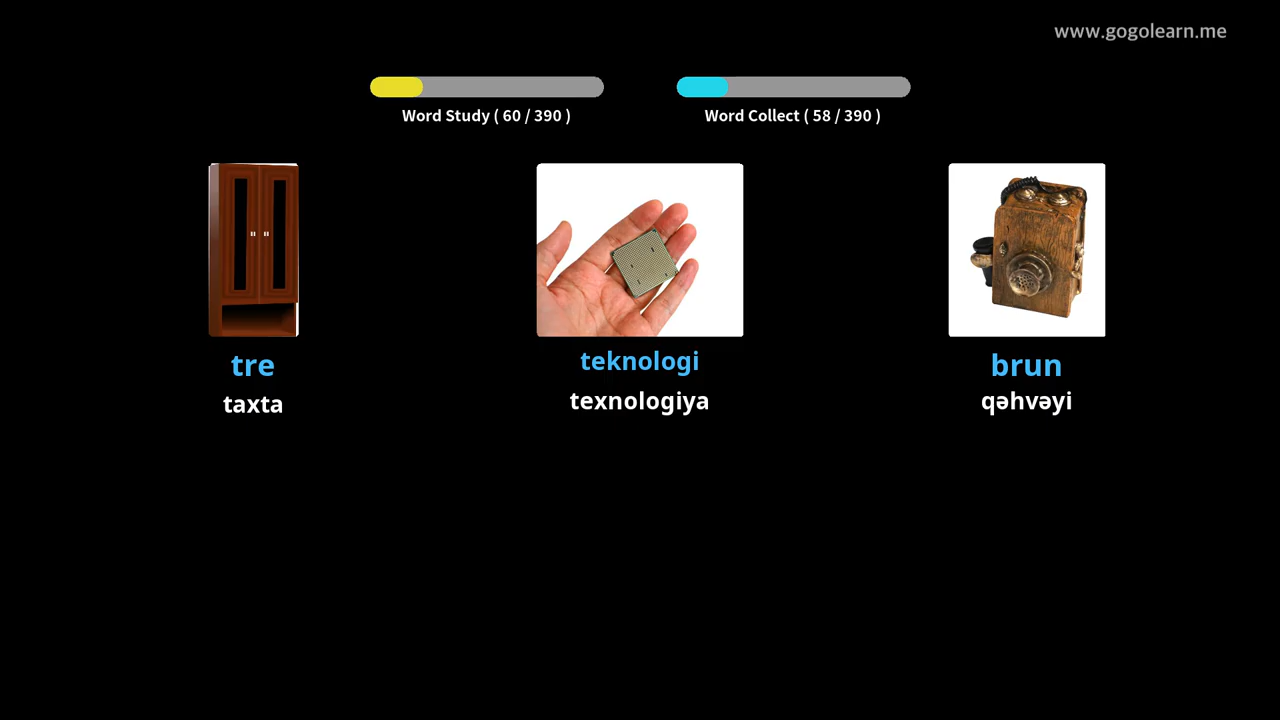 www.gogolearn.me
Word Study ( 60 / 390 )
Word Collect ( 58 / 390 )
tre
taxta
teknologi
texnologiya
brun
qəhvəyi